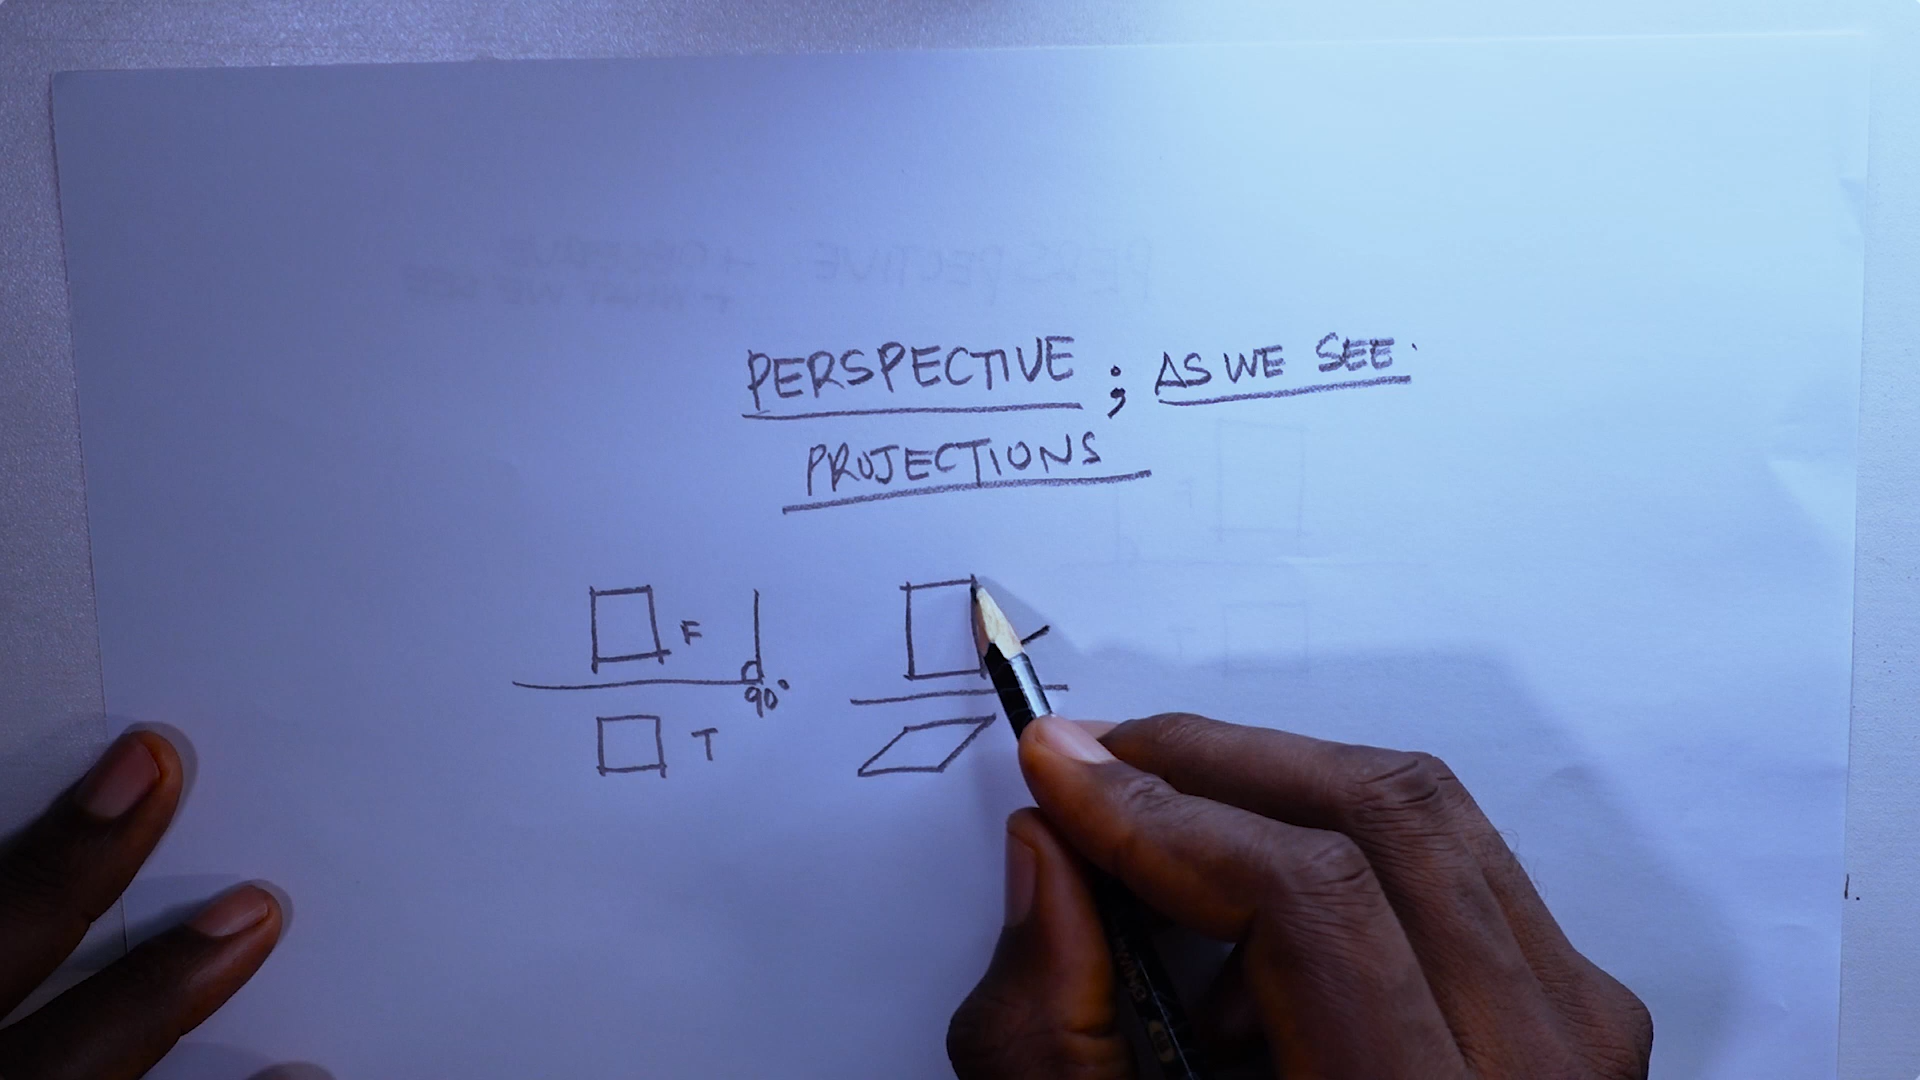 PERSPECTIVE ; AS WE SEE.
PROJECTIONS
F
90°
T